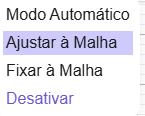 Modo Automático
Ajustar à Malha
Fixar à Malha
Desativar